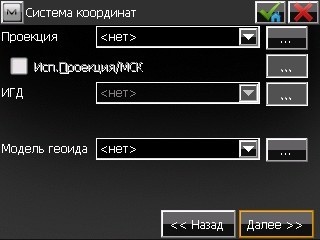 Система координат
Проекция <нет> ...
Исп.Проекция/МСК ...
ИГД <нет> ...
Модель геоида <нет> ...
<< Назад Далее >>